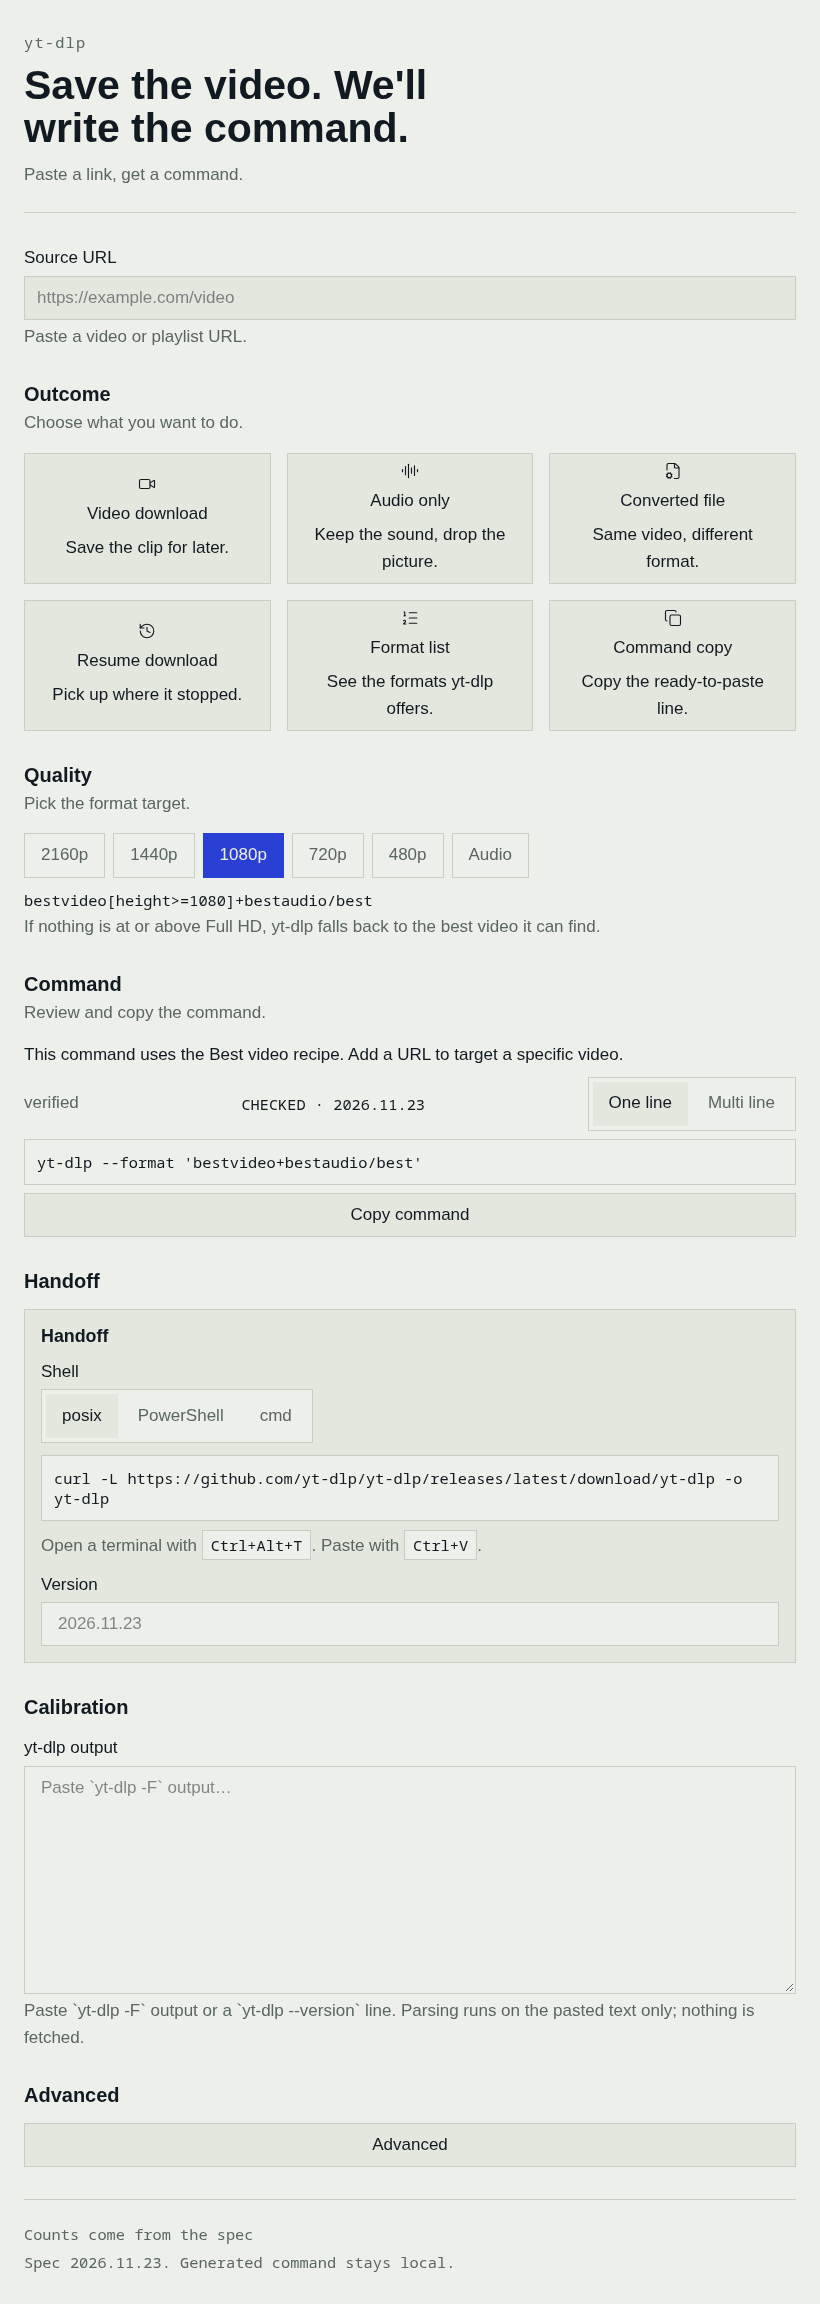 yt-dlp
Save the video. We'll
write the command.
Paste a link, get a command.
Source URL
https://example.com/video
Paste a video or playlist URL.
Outcome
Choose what you want to do.
Video download
Save the clip for later.
Audio only
Keep the sound, drop the
picture.
Converted file
Same video, different
format.
Resume download
Pick up where it stopped.
Format list
See the formats yt-dlp
offers.
Command copy
Copy the ready-to-paste
line.
Quality
Pick the format target.
2160p 1440p 1080p 720p 480p Audio
bestvideo[height>=1080]+bestaudio/best
If nothing is at or above Full HD, yt-dlp falls back to the best video it can find.
Command
Review and copy the command.
This command uses the Best video recipe. Add a URL to target a specific video.
verified CHECKED · 2026.11.23 One line Multi line
yt-dlp --format 'bestvideo+bestaudio/best'
Copy command
Handoff
Handoff
Shell
posix PowerShell cmd
curl -L https://github.com/yt-dlp/yt-dlp/releases/latest/download/yt-dlp -o
yt-dlp
Open a terminal with Ctrl+Alt+T. Paste with Ctrl+V.
Version
2026.11.23
Calibration
yt-dlp output
Paste `yt-dlp -F` output…
Paste `yt-dlp -F` output or a `yt-dlp --version` line. Parsing runs on the pasted text only; nothing is
fetched.
Advanced
Advanced
Counts come from the spec
Spec 2026.11.23. Generated command stays local.